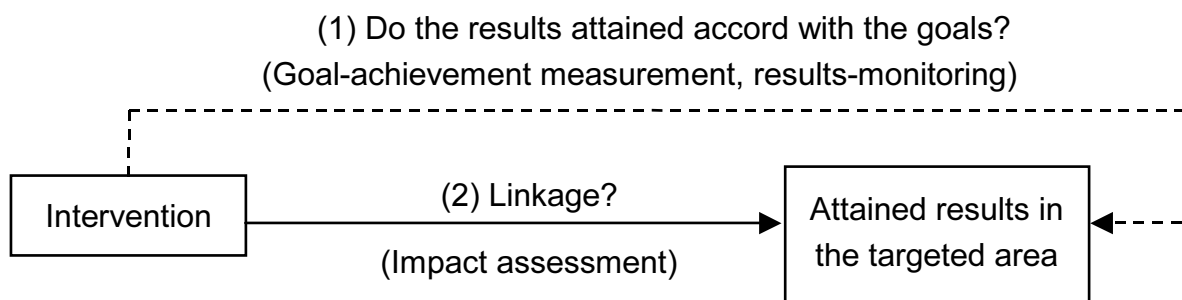 (1) Do the results attained accord with the goals?
(Goal-achievement measurement, results-monitoring)
Intervention
(2) Linkage?
(Impact assessment)
Attained results in
the targeted area